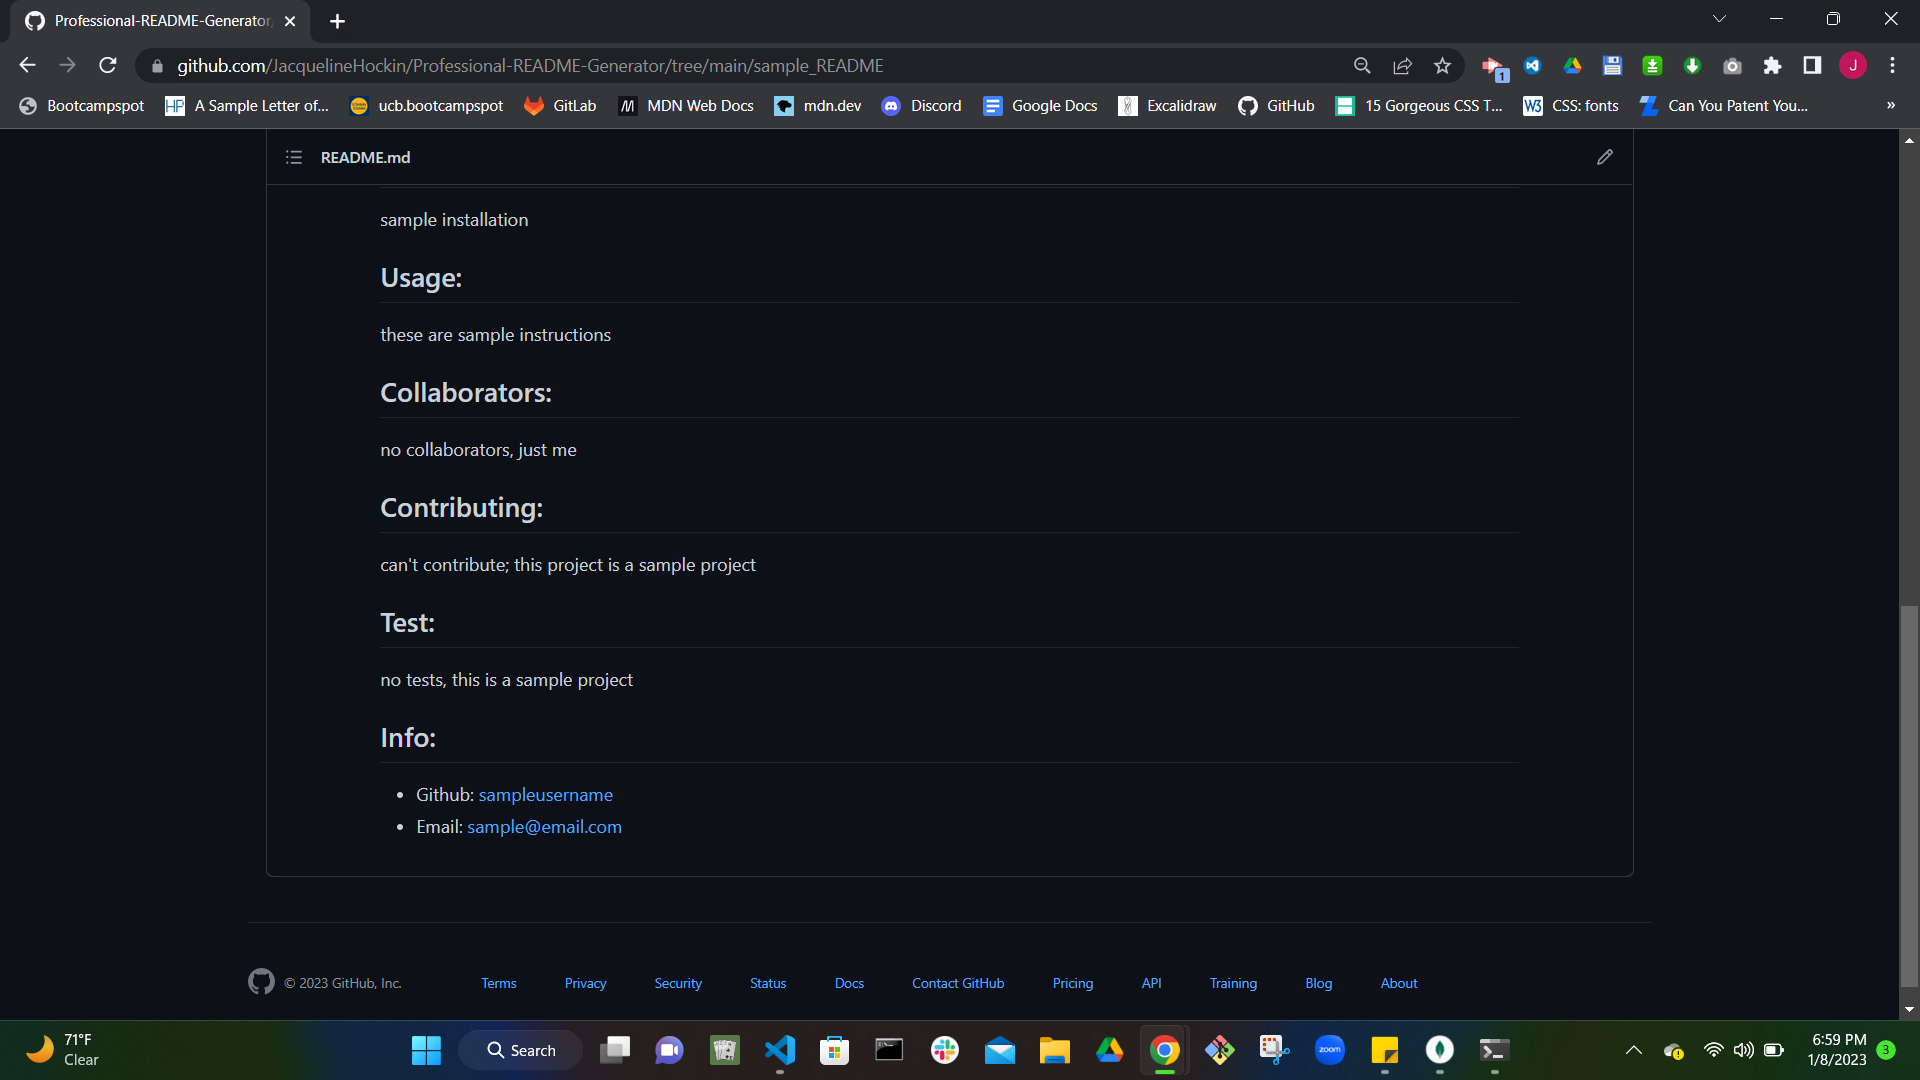 Professional-README-Generator
github.com/JacquelineHockin/Professional-README-Generator/tree/main/sample_README
1
J
Bootcampspot
HP
A Sample Letter of...
ucb.bootcampspot
GitLab
MDN Web Docs
mdn.dev
Discord
Google Docs
Excalidraw
GitHub
15 Gorgeous CSS T...
W3
CSS: fonts
Can You Patent You...
»
README.md
sample installation
Usage:
these are sample instructions
Collaborators:
no collaborators, just me
Contributing:
can't contribute; this project is a sample project
Test:
no tests, this is a sample project
Info:
Github: sampleusername
Email: sample@email.com
© 2023 GitHub, Inc.
Terms
Privacy
Security
Status
Docs
Contact GitHub
Pricing
API
Training
Blog
About
71°F
Clear
Search
zoom
6:59 PM
1/8/2023
3